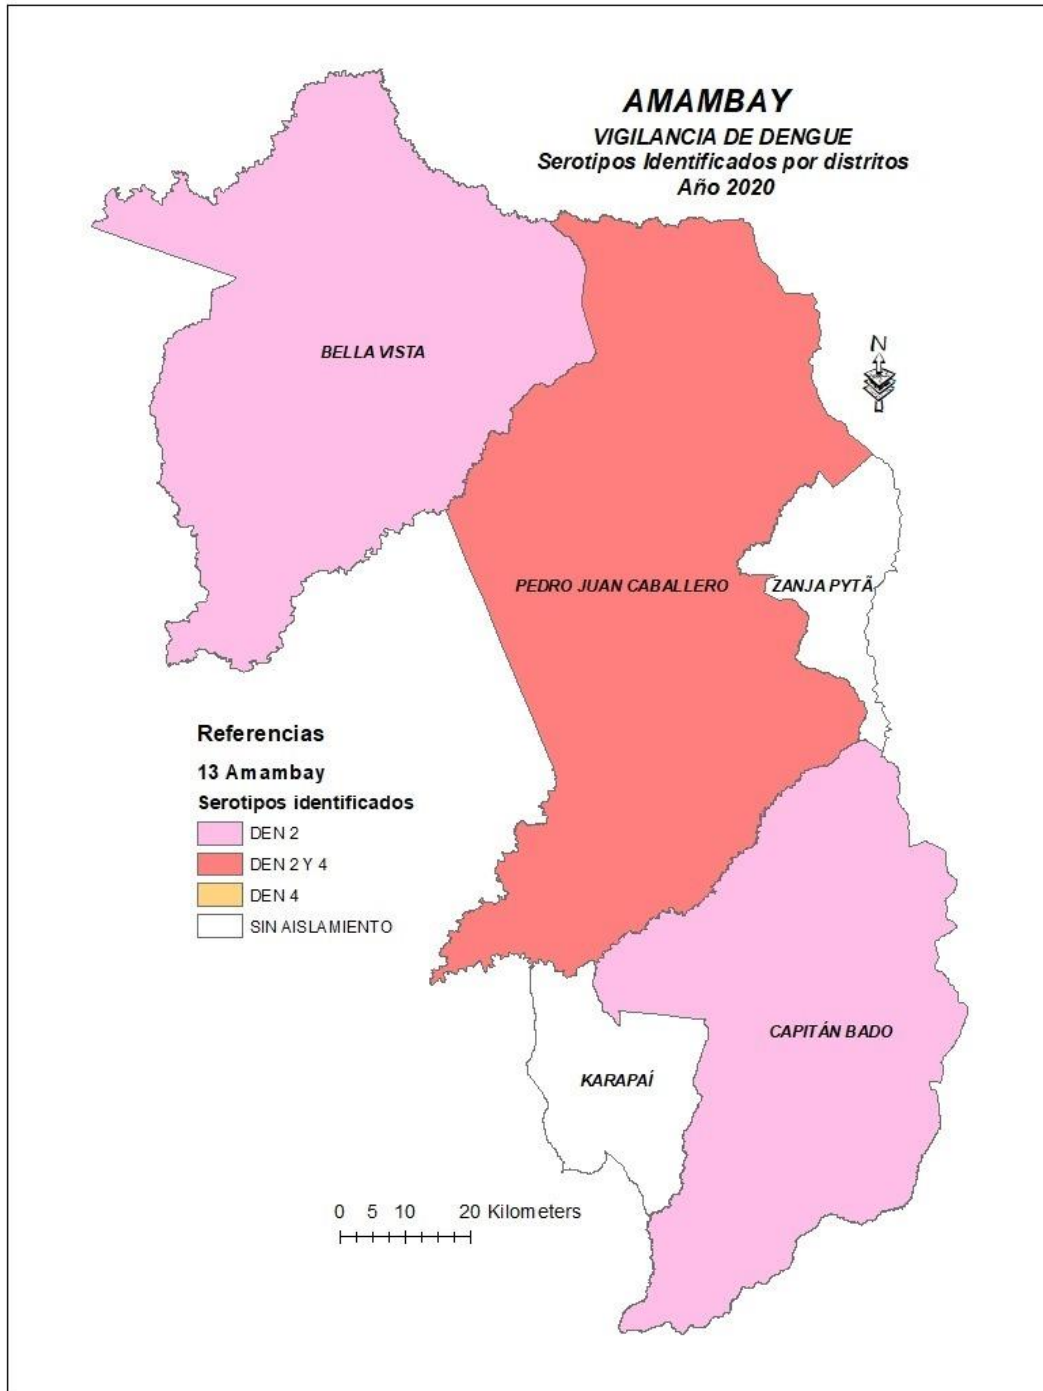 AMAMBAY
VIGILANCIA DE DENGUE
Serotipos Identificados por distritos
Año 2020
N
BELLA VISTA
PEDRO JUAN CABALLERO
ZANJA PYTÃ
Referencias
13 Amambay
Serotipos identificados
DEN 2
DEN 2 Y 4
DEN 4
SIN AISLAMIENTO
CAPITÁN BADO
KARAPAÍ
0 5 10 20 Kilometers